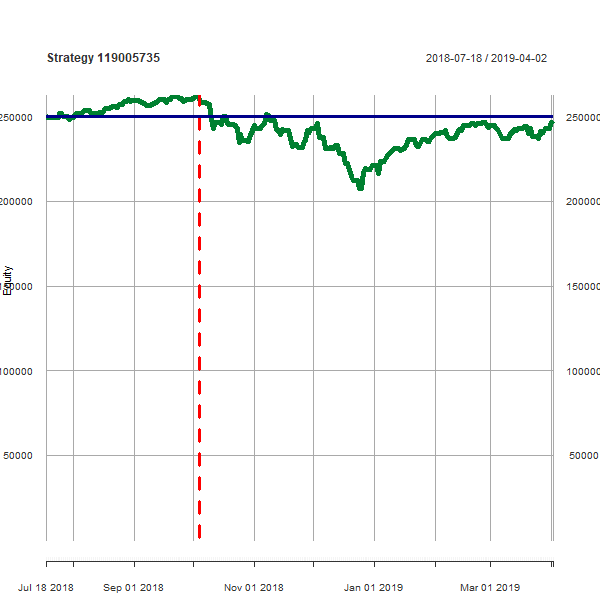 Strategy 119005735
2018-07-18 / 2019-04-02
250000 250000
200000 200000
Equity
150000 150000
100000 100000
50000 50000
Jul 18 2018 Sep 01 2018 Nov 01 2018 Jan 01 2019 Mar 01 2019